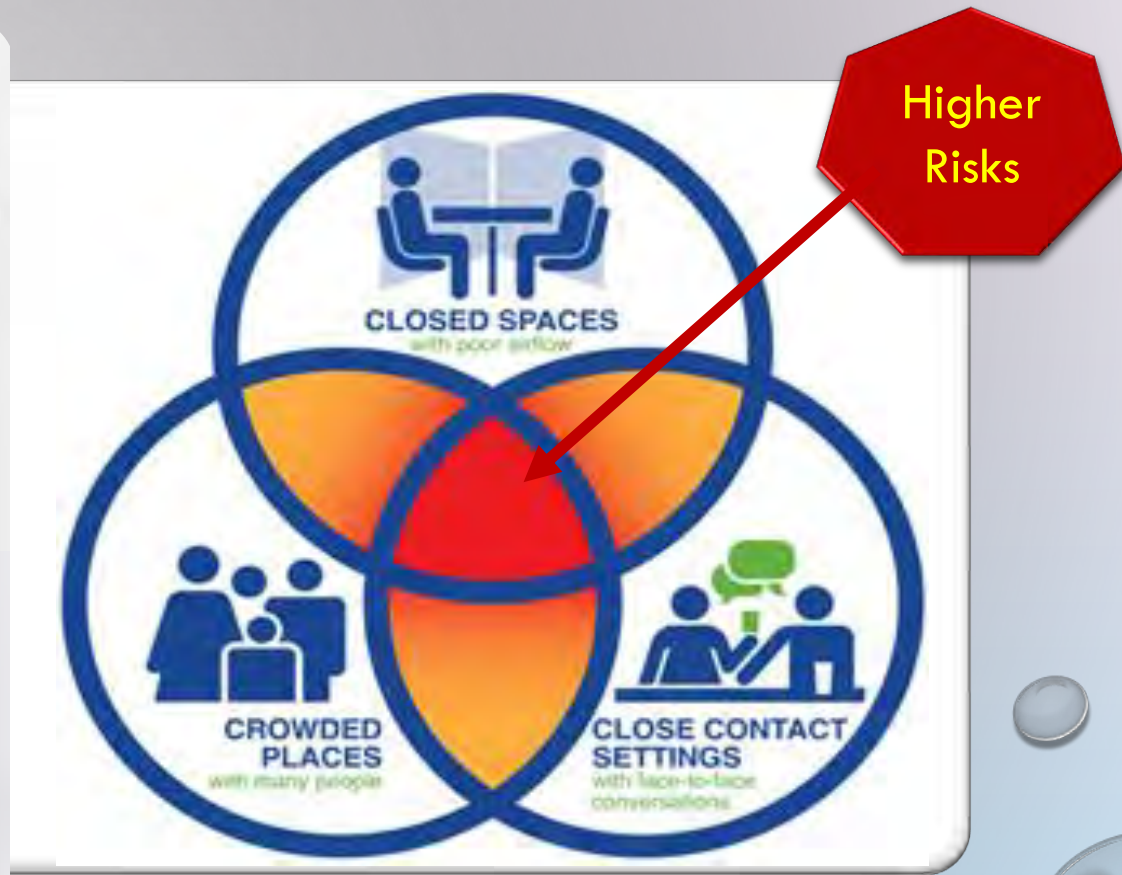 Higher
Risks
CLOSED SPACES
with poor airflow
CROWDED
PLACES
with many people
CLOSE CONTACT
SETTINGS
with face-to-face
conversations